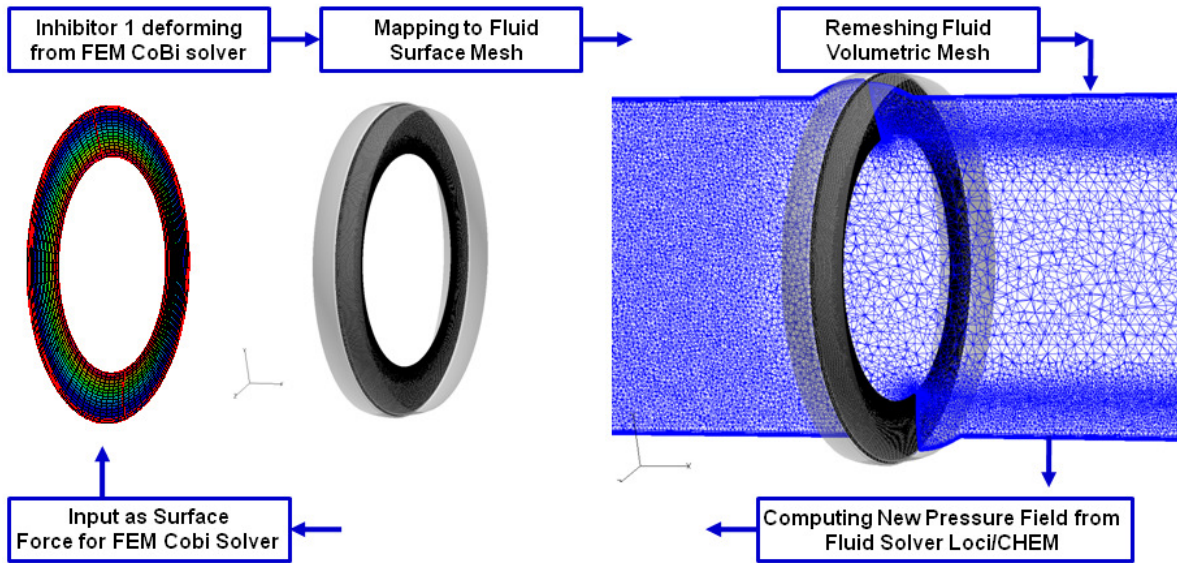 Inhibitor 1 deforming
from FEM CoBi solver
Mapping to Fluid
Surface Mesh
Remeshing Fluid
Volumetric Mesh
Input as Surface
Force for FEM Cobi Solver
Computing New Pressure Field from
Fluid Solver Loci/CHEM